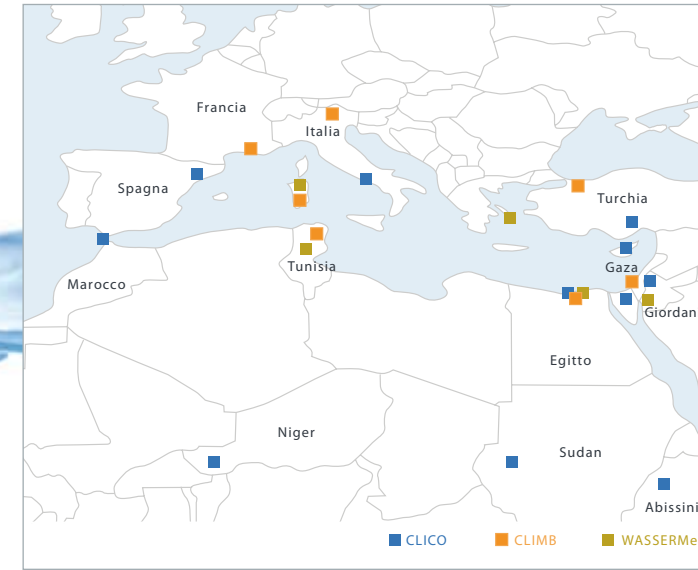 Francia
Italia
Spagna
Turchia
Tunisia
Gaza
Marocco
Giordan
Egitto
Niger
Sudan
Abissini
CLICO CLIMB WASSERMe